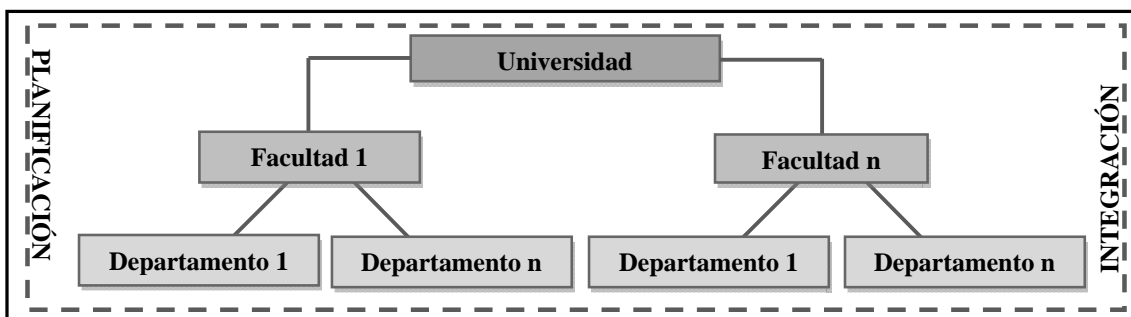 Universidad
PLANIFICACIÓN
INTEGRACIÓN
Facultad 1
Facultad n
Departamento 1
Departamento n
Departamento 1
Departamento n